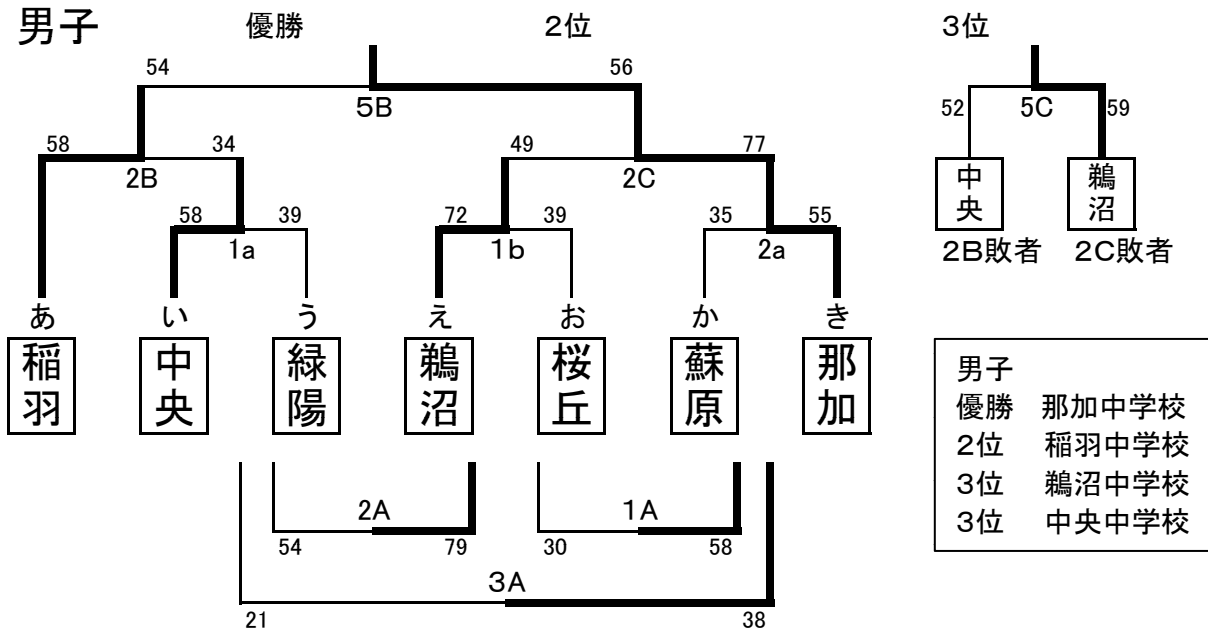 男子 優勝 2位 3位
54 56
5B
52 5C 59
58 34 49 77
2B 2C
中央 鵜沼
58 39 72 39 35 55
1a 1b 2a
2B敗者 2C敗者
あ い う え お か き
稲羽 中央 緑陽 鵜沼 桜丘 蘇原 那加
男子
優勝 那加中学校
2位 稲羽中学校
3位 鵜沼中学校
3位 中央中学校
2A 1A
54 79 30 58
3A
21 38